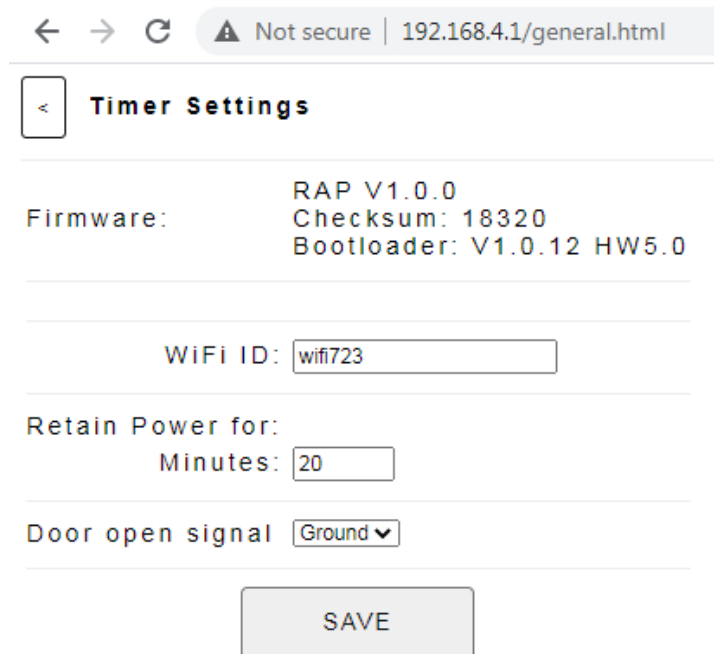 Not secure | 192.168.4.1/general.html
< Timer Settings
RAP V1.0.0
Firmware: Checksum: 18320
Bootloader: V1.0.12 HW5.0
WiFi ID: wifi723
Retain Power for:
Minutes: 20
Door open signal Ground
SAVE